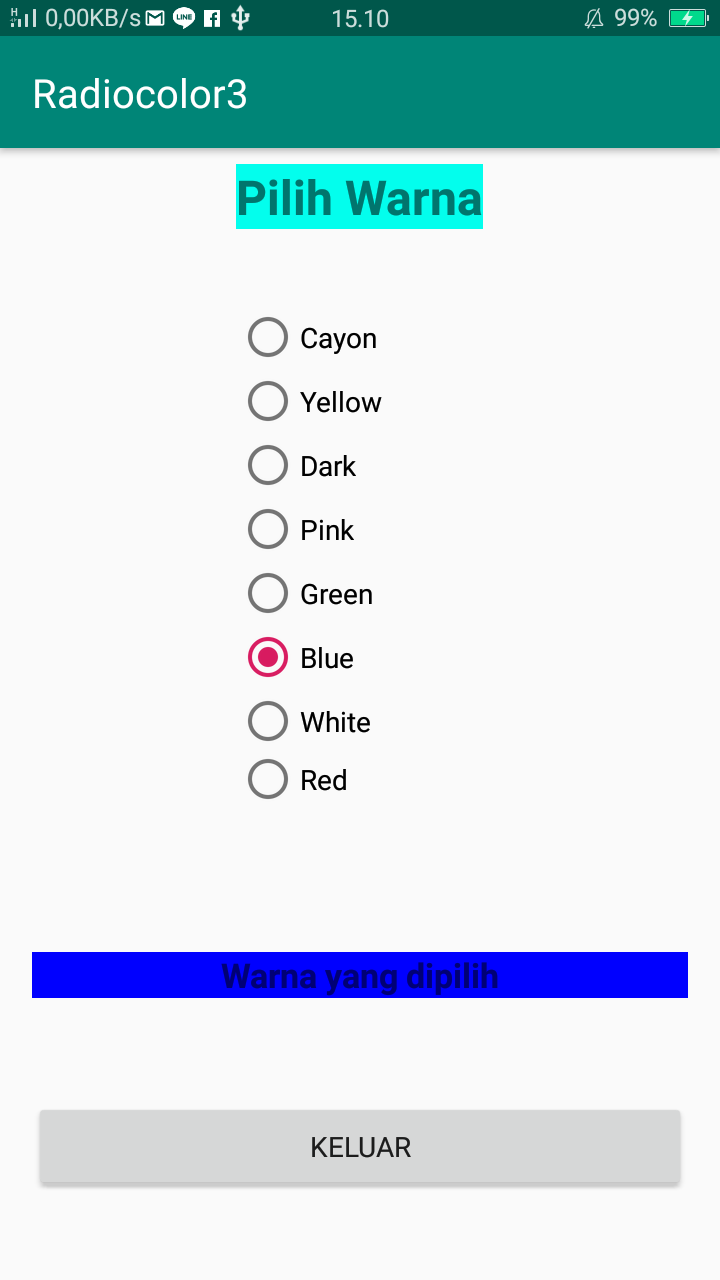 0,00KB/s LINE 15.10 99%
Radiocolor3
Pilih Warna
Cayon
Yellow
Dark
Pink
Green
Blue
White
Red
Warna yang dipilih
KELUAR